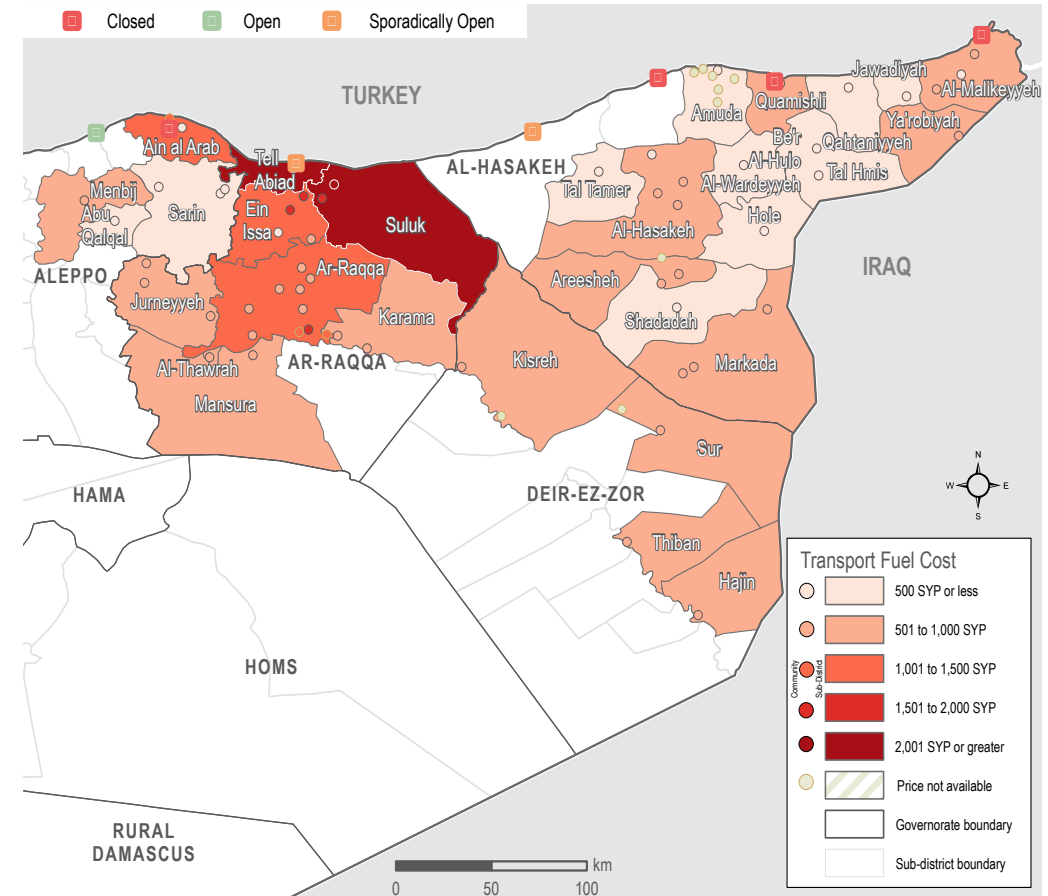 Closed
Open
Sporadically Open
TURKEY
Jawadiyah
Al-Malikeyyeh
Quamishli
Amuda
Ya'robiyah
Ain al Arab
Be'r
Al-Hulo
Al-Wardeyyeh
Qahtaniyyeh
Tell
Abiad
AL-HASAKEH
Tal Hmis
Tal Tamer
Menbij
Abu
Qalqal
Sarin
Ein
Issa
Suluk
Hole
Al-Hasakeh
IRAQ
ALEPPO
Ar-Raqqa
Areesheh
Jurneyyeh
Karama
Shadadah
Kisreh
Markada
AR-RAQQA
Al-Thawrah
Mansura
Sur
HAMA
DEIR-EZ-ZOR
N
W
E
S
Thiban
Hajin
HOMS
RURAL
DAMASCUS
Transport Fuel Cost
500 SYP or less
501 to 1,000 SYP
Community
Sub-District
1,001 to 1,500 SYP
1,501 to 2,000 SYP
2,001 SYP or greater
Price not available
Governorate boundary
Sub-district boundary
km
0
50
100